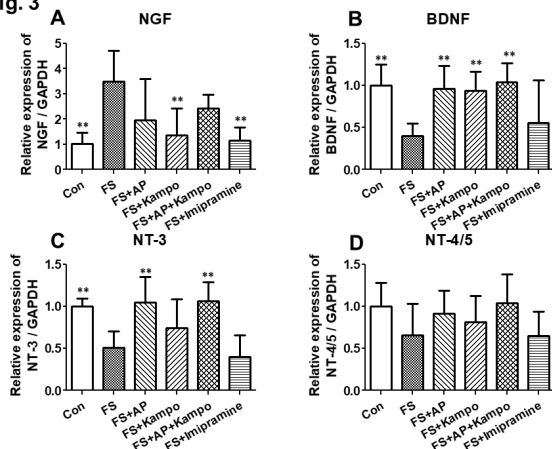 ig. 3
A NGF
Relative expression of
NGF / GAPDH
5
4
3
2
1
0
** ** **
Con FS FS+AP FS+Kampo FS+AP+Kampo FS+Imipramine
B BDNF
Relative expression of
BDNF / GAPDH
1.5
1.0
0.5
0.0
** ** ** **
Con FS FS+AP FS+Kampo FS+AP+Kampo FS+Imipramine
C NT-3
Relative expression of
NT-3 / GAPDH
1.5
1.0
0.5
0.0
** ** **
Con FS FS+AP FS+Kampo FS+AP+Kampo FS+Imipramine
D NT-4/5
Relative expression of
NT-4/5 / GAPDH
1.5
1.0
0.5
0.0
Con FS FS+AP FS+Kampo FS+AP+Kampo FS+Imipramine